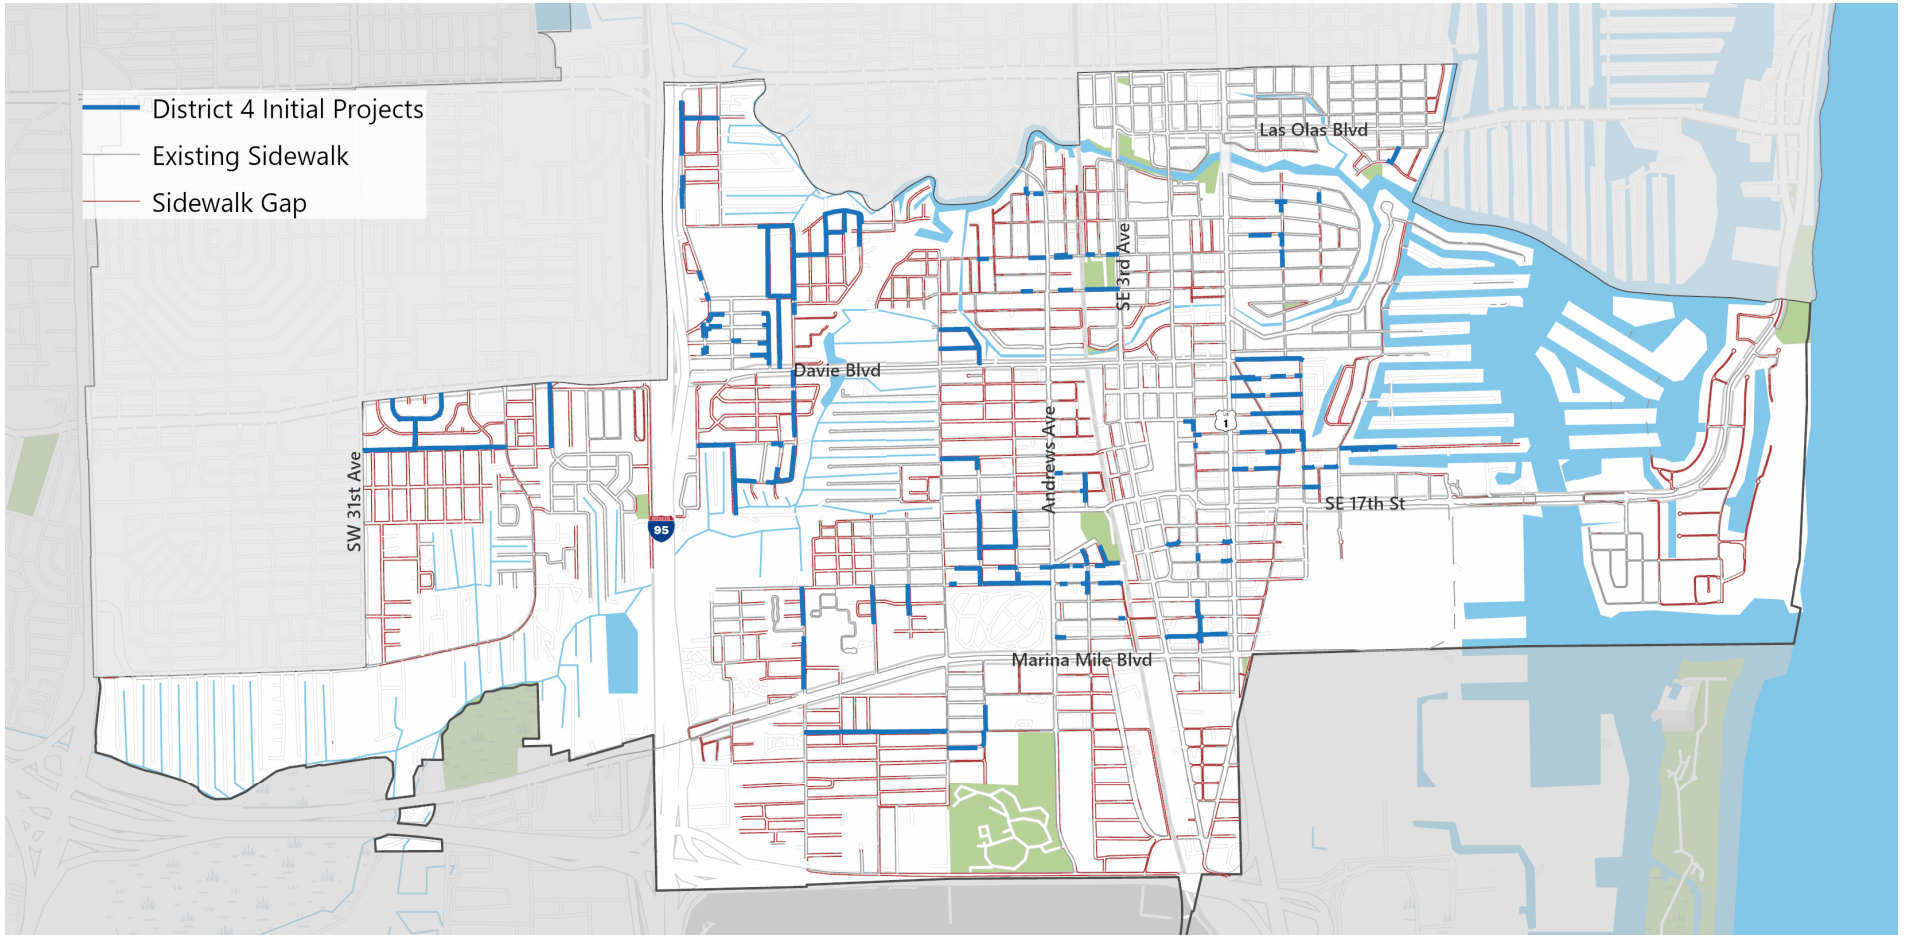 District 4 Initial Projects
Existing Sidewalk
Sidewalk Gap
Las Olas Blvd
SE 3rd Ave
Davie Blvd
Andrews Ave
1
SW 31st Ave
SE 17th St
95
Marina Mile Blvd